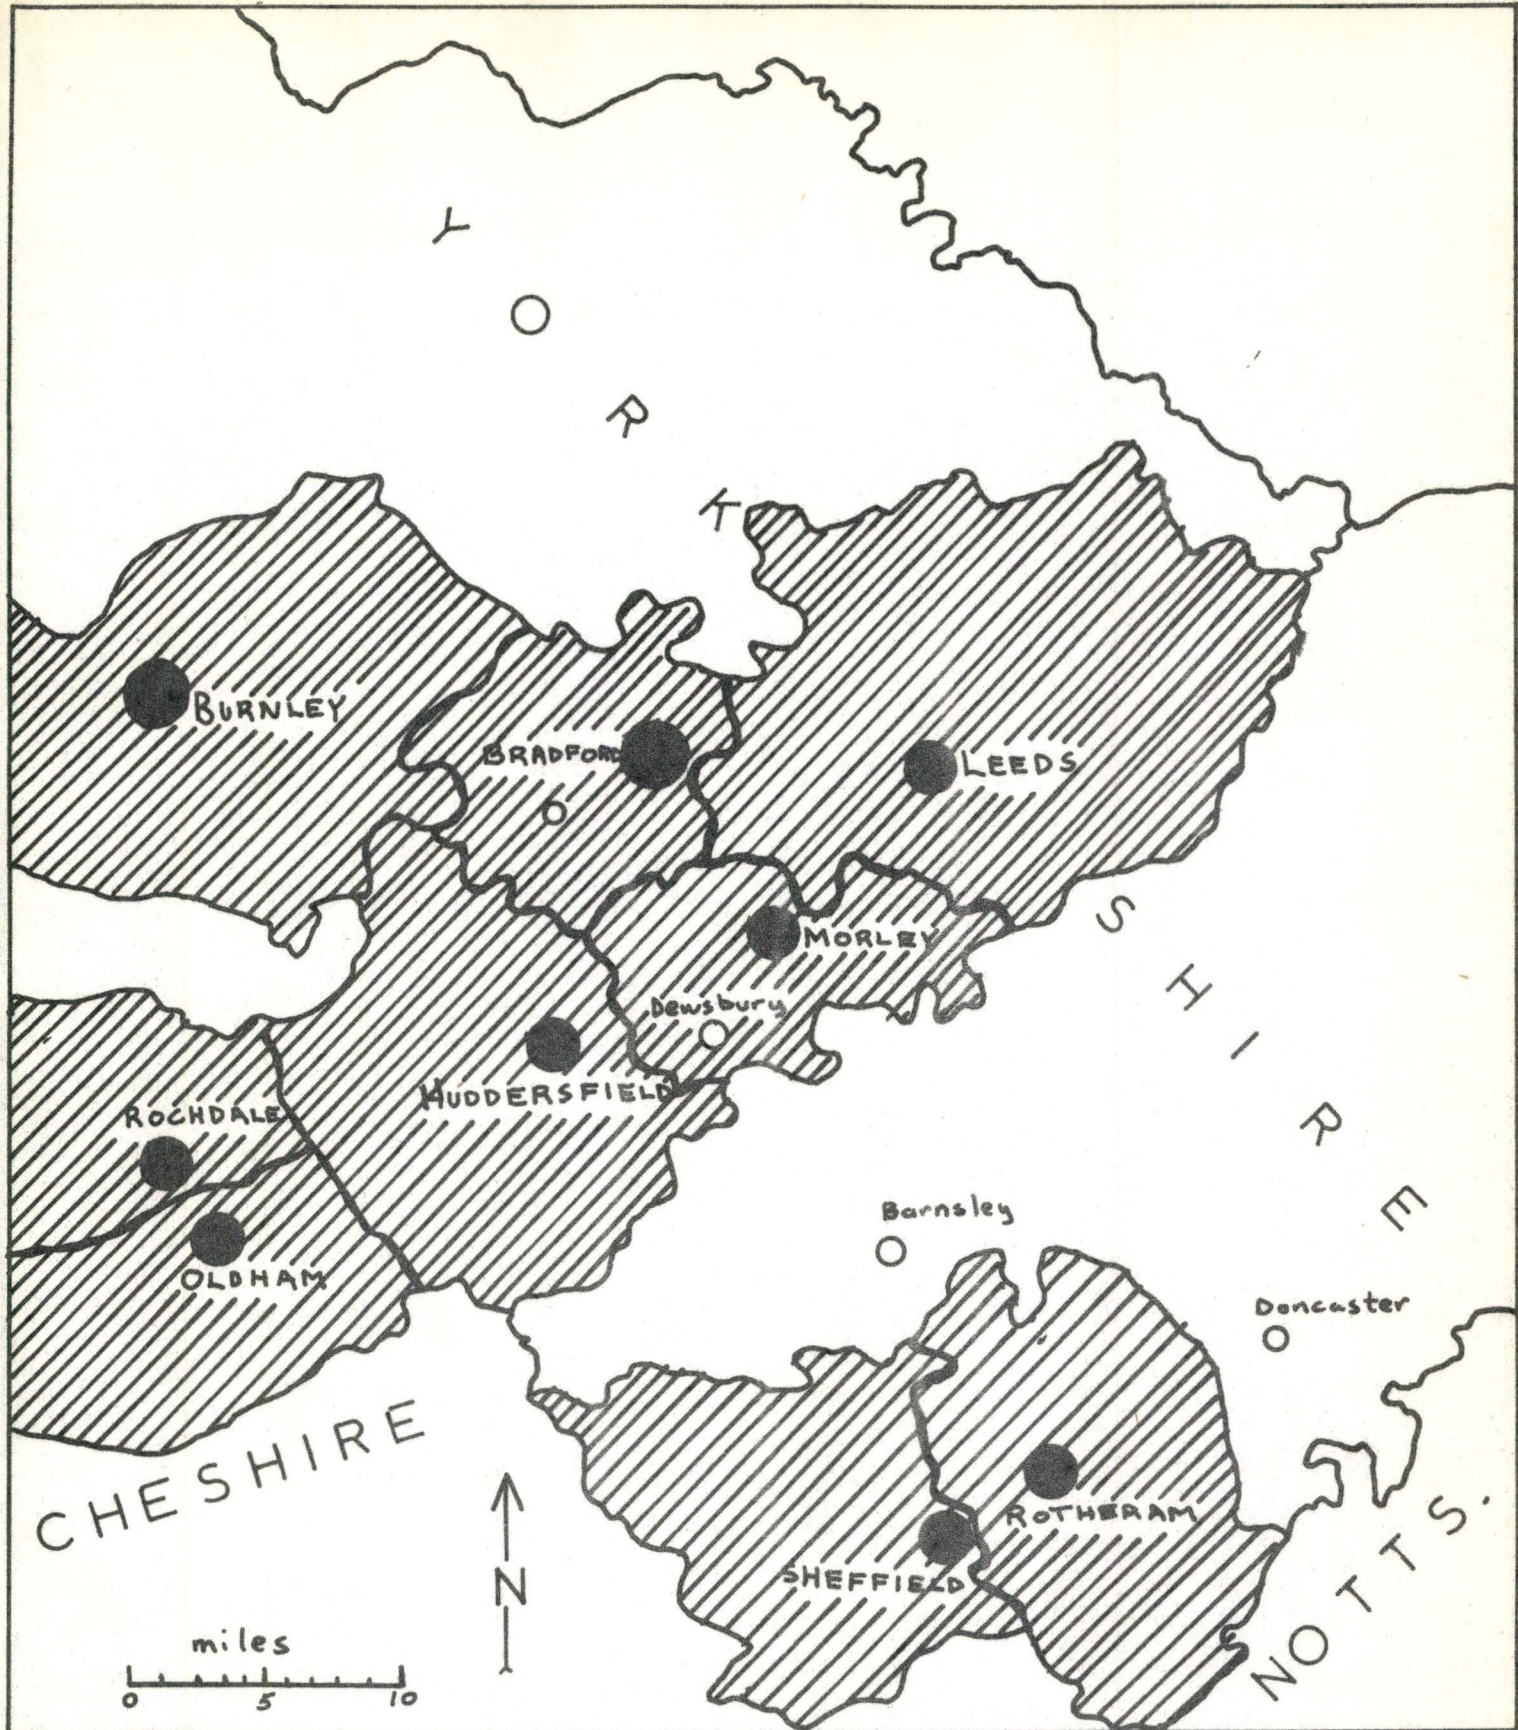 YORKSHIRE
BURNLEY
BRADFORD
LEEDS
MORLEY
Dewsbury
HUDDERSFIELD
ROCHDALE
OLDHAM
Barnsley
Doncaster
CHESHIRE
ROTHERAM
SHEFFIELD
NOTTS.
N
miles
0 5 10